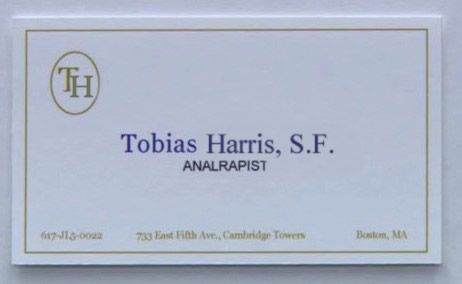 TH
Tobias Harris, S.F.
ANALRAPIST
617-JL5-0022 733 East Fifth Ave., Cambridge Towers Boston, MA